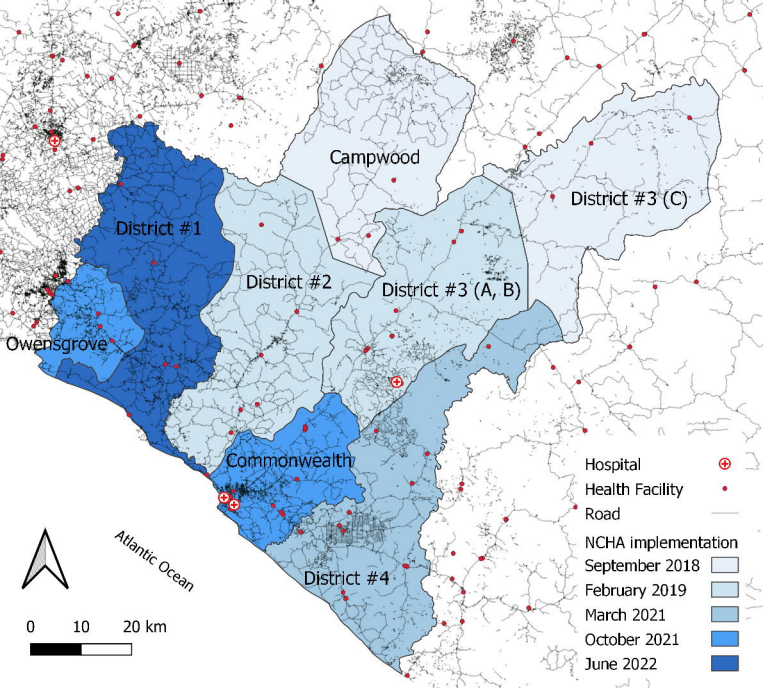 Campwood
District #3 (C)
District #1
District #2
District #3 (A, B)
Owensgrove
Commonwealth
District #4
Atlantic Ocean
0 10 20 km
Hospital
Health Facility
Road
NCHA implementation
September 2018
February 2019
March 2021
October 2021
June 2022